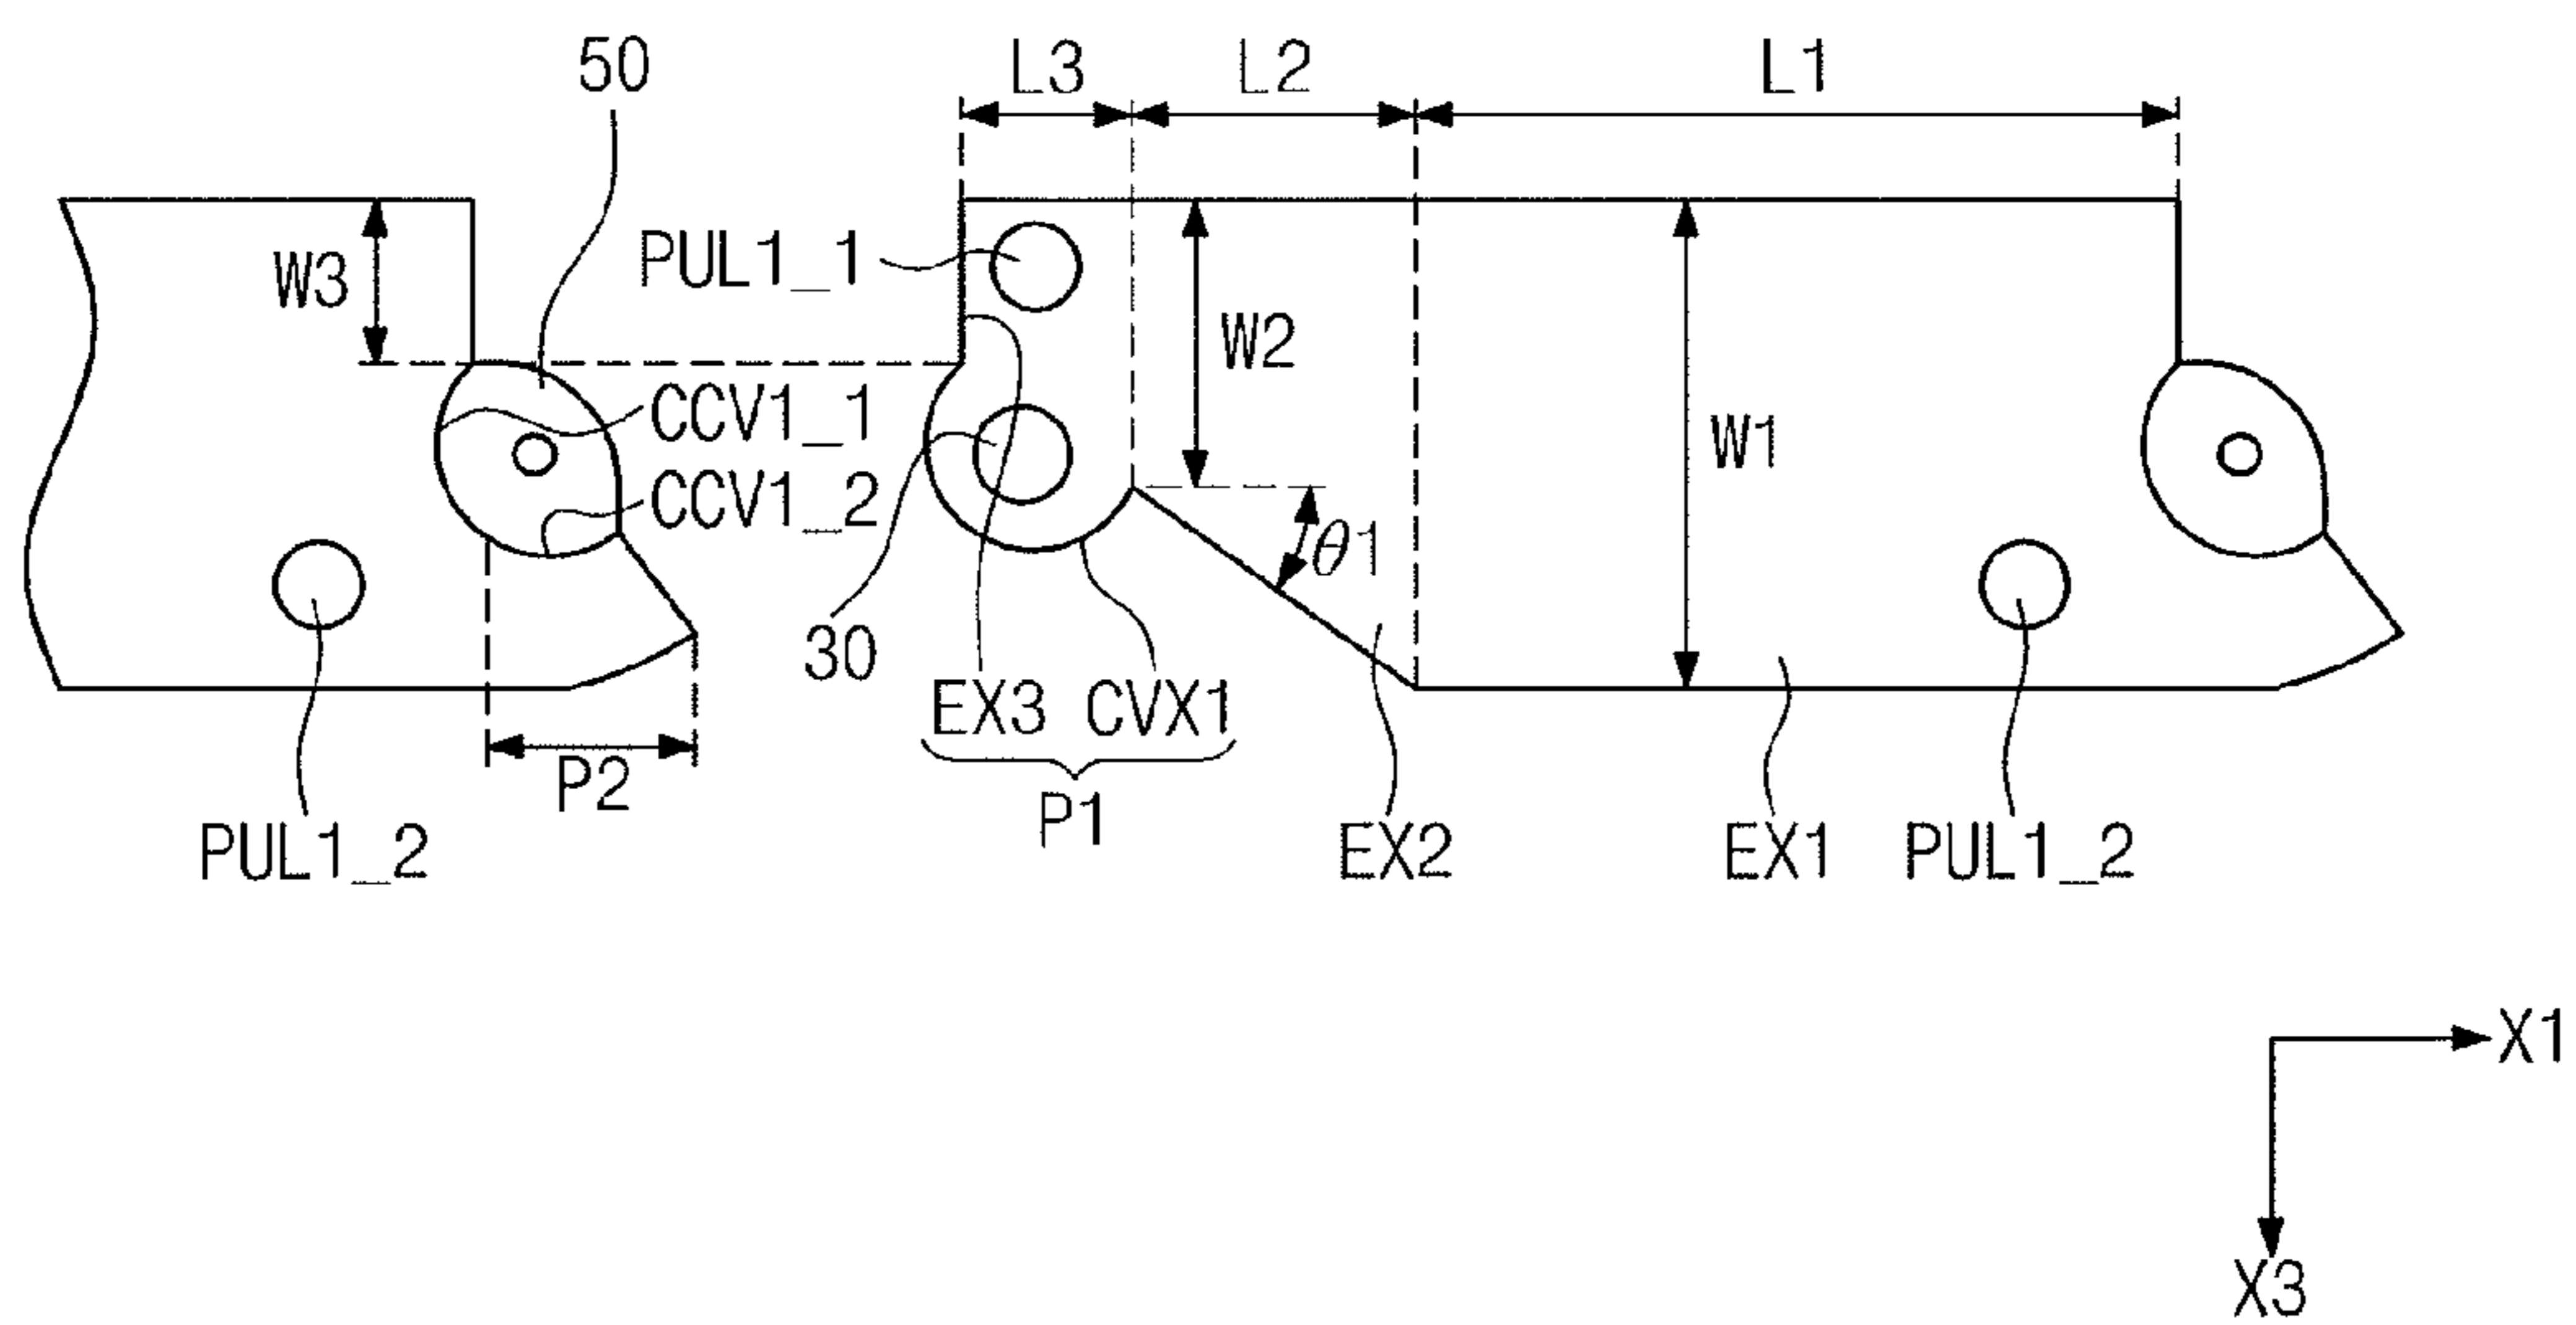 50
L3 L2 L1
W3
PUL1_1
W2
CCV1_1
W1
CCV1_2
θ1
30
EX3 CVX1
P2
P1
PUL1_2
EX2
EX1
PUL1_2
X1
X3